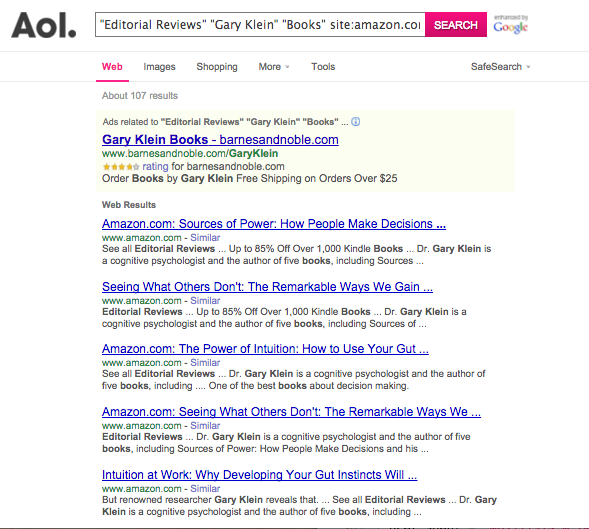 Aol.
"Editorial Reviews" "Gary Klein" "Books" site:amazon.co
SEARCH
enhanced by
Google
Web Images Shopping More Tools SafeSearch
About 107 results
Ads related to "Editorial Reviews" "Gary Klein" "Books" ...
Gary Klein Books - barnesandnoble.com
www.barnesandnoble.com/GaryKlein
rating for barnesandnoble.com
Order Books by Gary Klein Free Shipping on Orders Over $25
Web Results
Amazon.com: Sources of Power: How People Make Decisions ...
www.amazon.com - Similar
See all Editorial Reviews ... Up to 85% Off Over 1,000 Kindle Books ... Dr. Gary Klein is
a cognitive psychologist and the author of five books, including Sources ...
Seeing What Others Don't: The Remarkable Ways We Gain ...
www.amazon.com - Similar
Editorial Reviews ... Up to 85% Off Over 1,000 Kindle Books ... Dr. Gary Klein is a
cognitive psychologist and the author of five books, including Sources of ...
Amazon.com: The Power of Intuition: How to Use Your Gut ...
www.amazon.com - Similar
See all Editorial Reviews ... Dr. Gary Klein is a cognitive psychologist and the author of
five books, including .... One of the best books about decision making.
Amazon.com: Seeing What Others Don't: The Remarkable Ways We ...
www.amazon.com - Similar
Editorial Reviews ... Dr. Gary Klein is a cognitive psychologist and the author of five
books, including Sources of Power: How People Make Decisions and his ...
Intuition at Work: Why Developing Your Gut Instincts Will ...
www.amazon.com - Similar
But renowned researcher Gary Klein reveals that. ... See all Editorial Reviews ... Dr. Gary
Klein is a cognitive psychologist and the author of five books, including ...